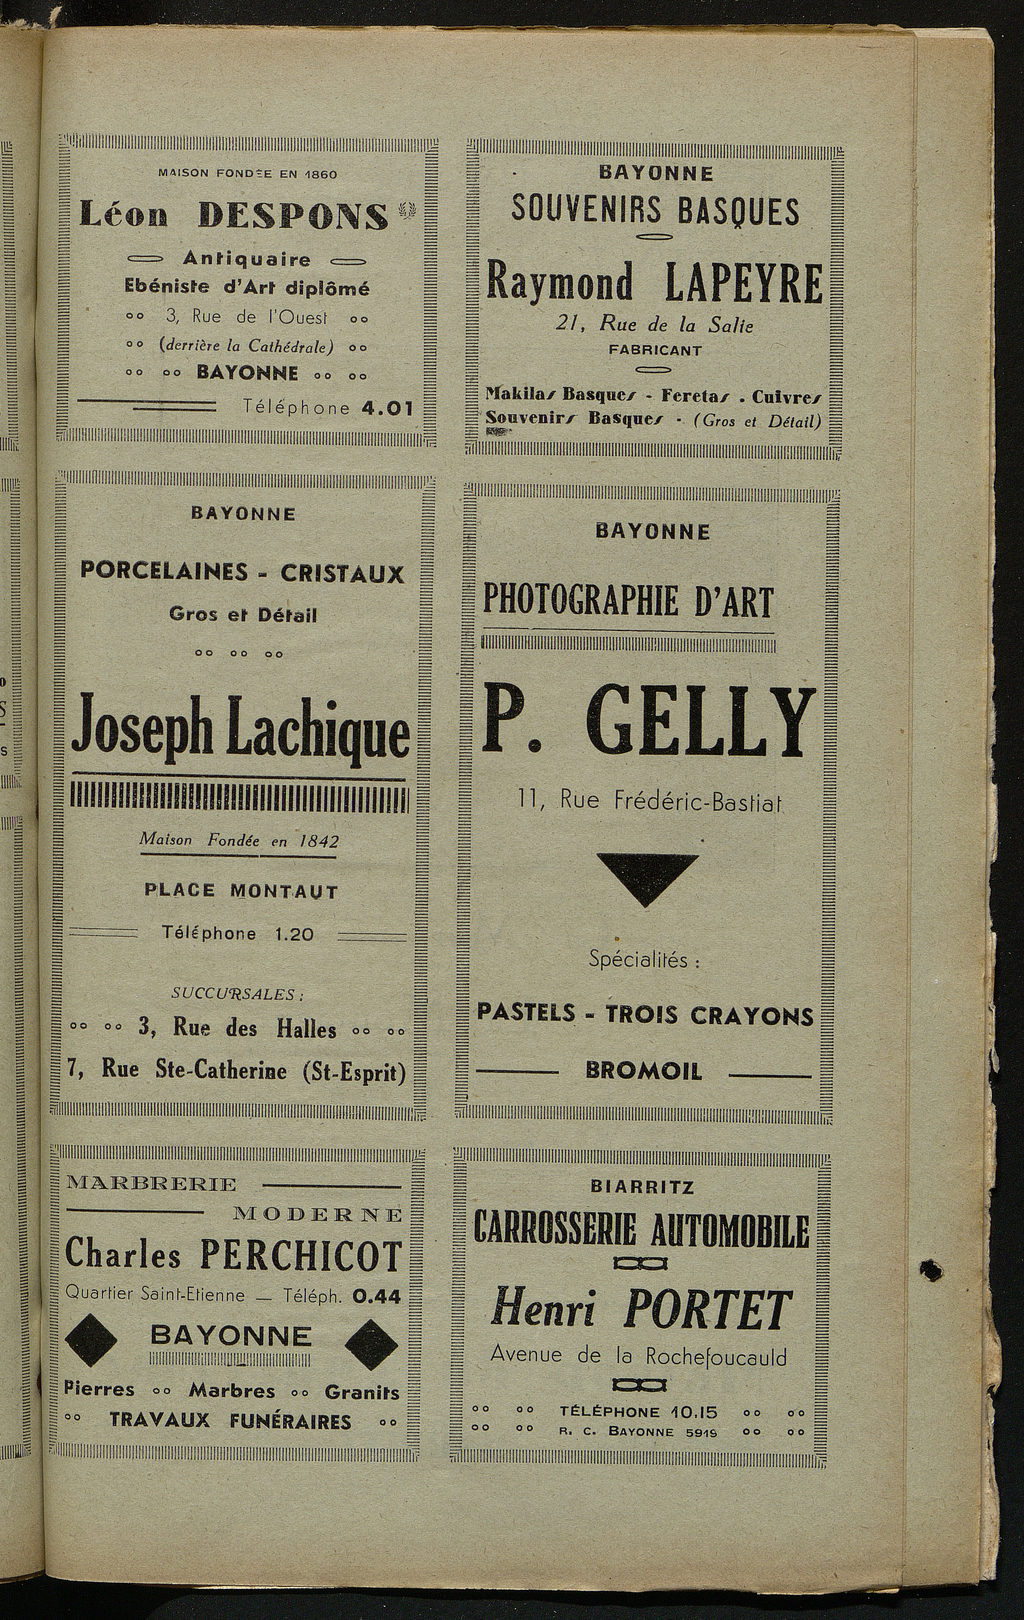 MAISON FONDÉE EN 1860
Léon DESPONS
Antiquaire
Ebéniste d'Art diplômé
3, Rue de l'Ouest
(derrière la Cathédrale)
BAYONNE
Téléphone 4.01
BAYONNE
SOUVENIRS BASQUES
Raymond LAPEYRE
21, Rue de la Salie
FABRICANT
Makilas Basques - Feretas . Cuivres
Souvenirs Basques - (Gros et Détail)
BAYONNE
PORCELAINES - CRISTAUX
Gros et Détail
Joseph Lachique
Maison Fondée en 1842
PLACE MONTAUT
Téléphone 1.20
SUCCURSALES :
3, Rue des Halles
7, Rue Ste-Catherine (St-Esprit)
BAYONNE
PHOTOGRAPHIE D'ART
P. GELLY
11, Rue Frédéric-Bastiat
Spécialités :
PASTELS - TROIS CRAYONS
BROMOIL
MARBRERIE
MODERNE
Charles PERCHICOT
Quartier Saint-Etienne — Téléph. 0.44
BAYONNE
Pierres Marbres Granits
TRAVAUX FUNÉRAIRES
BIARRITZ
CARROSSERIE AUTOMOBILE
Henri PORTET
Avenue de la Rochefoucauld
TÉLÉPHONE 10.15
R. C. BAYONNE 5919